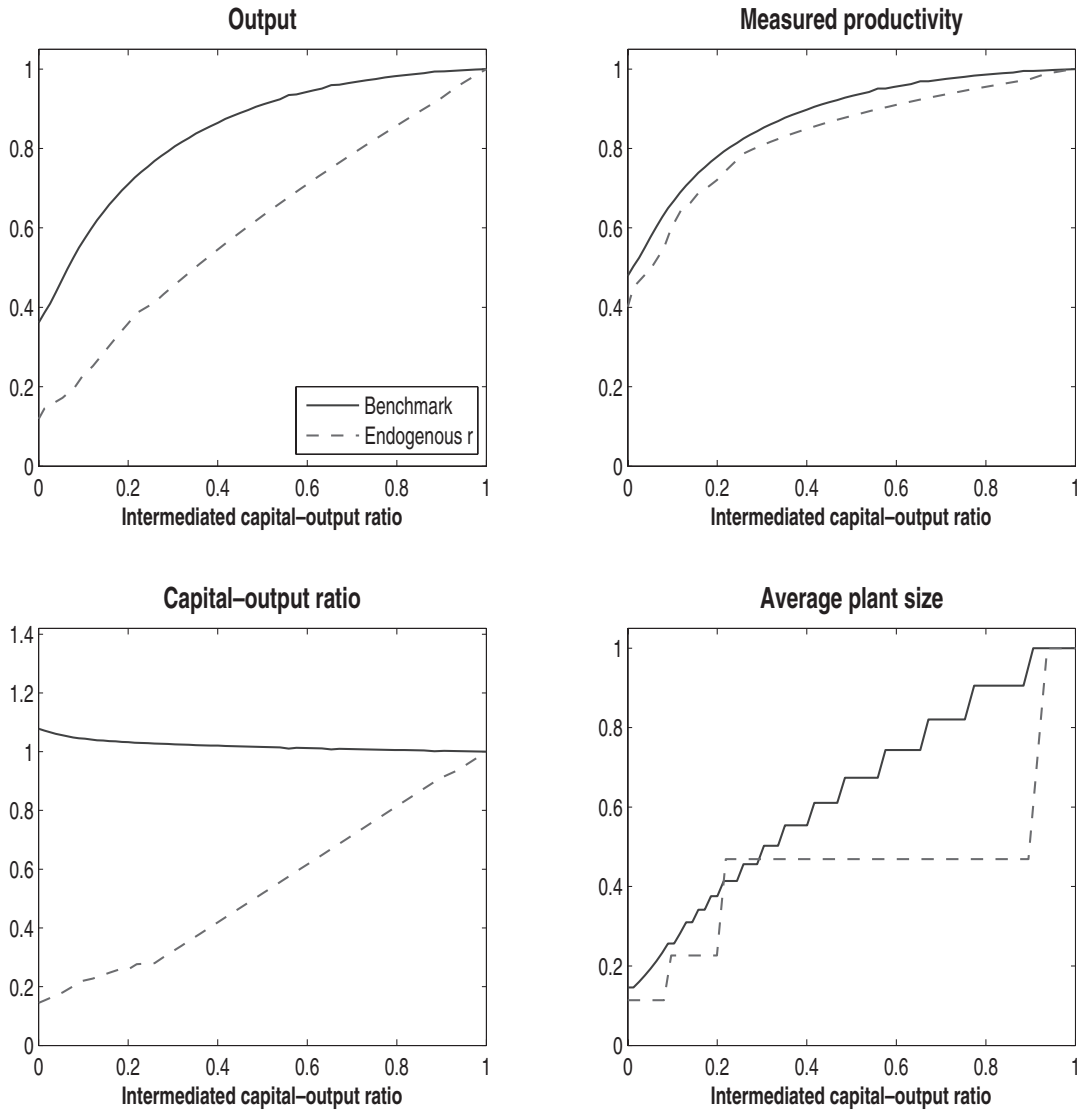 Output
1
0.8
0.6
0.4
0.2
0
Benchmark
Endogenous r
0 0.2 0.4 0.6 0.8 1
Intermediated capital–output ratio
Measured productivity
1
0.8
0.6
0.4
0.2
0
0 0.2 0.4 0.6 0.8 1
Intermediated capital–output ratio
Capital–output ratio
1.4
1.2
1
0.8
0.6
0.4
0.2
0
0 0.2 0.4 0.6 0.8 1
Intermediated capital–output ratio
Average plant size
1
0.8
0.6
0.4
0.2
0
0 0.2 0.4 0.6 0.8 1
Intermediated capital–output ratio